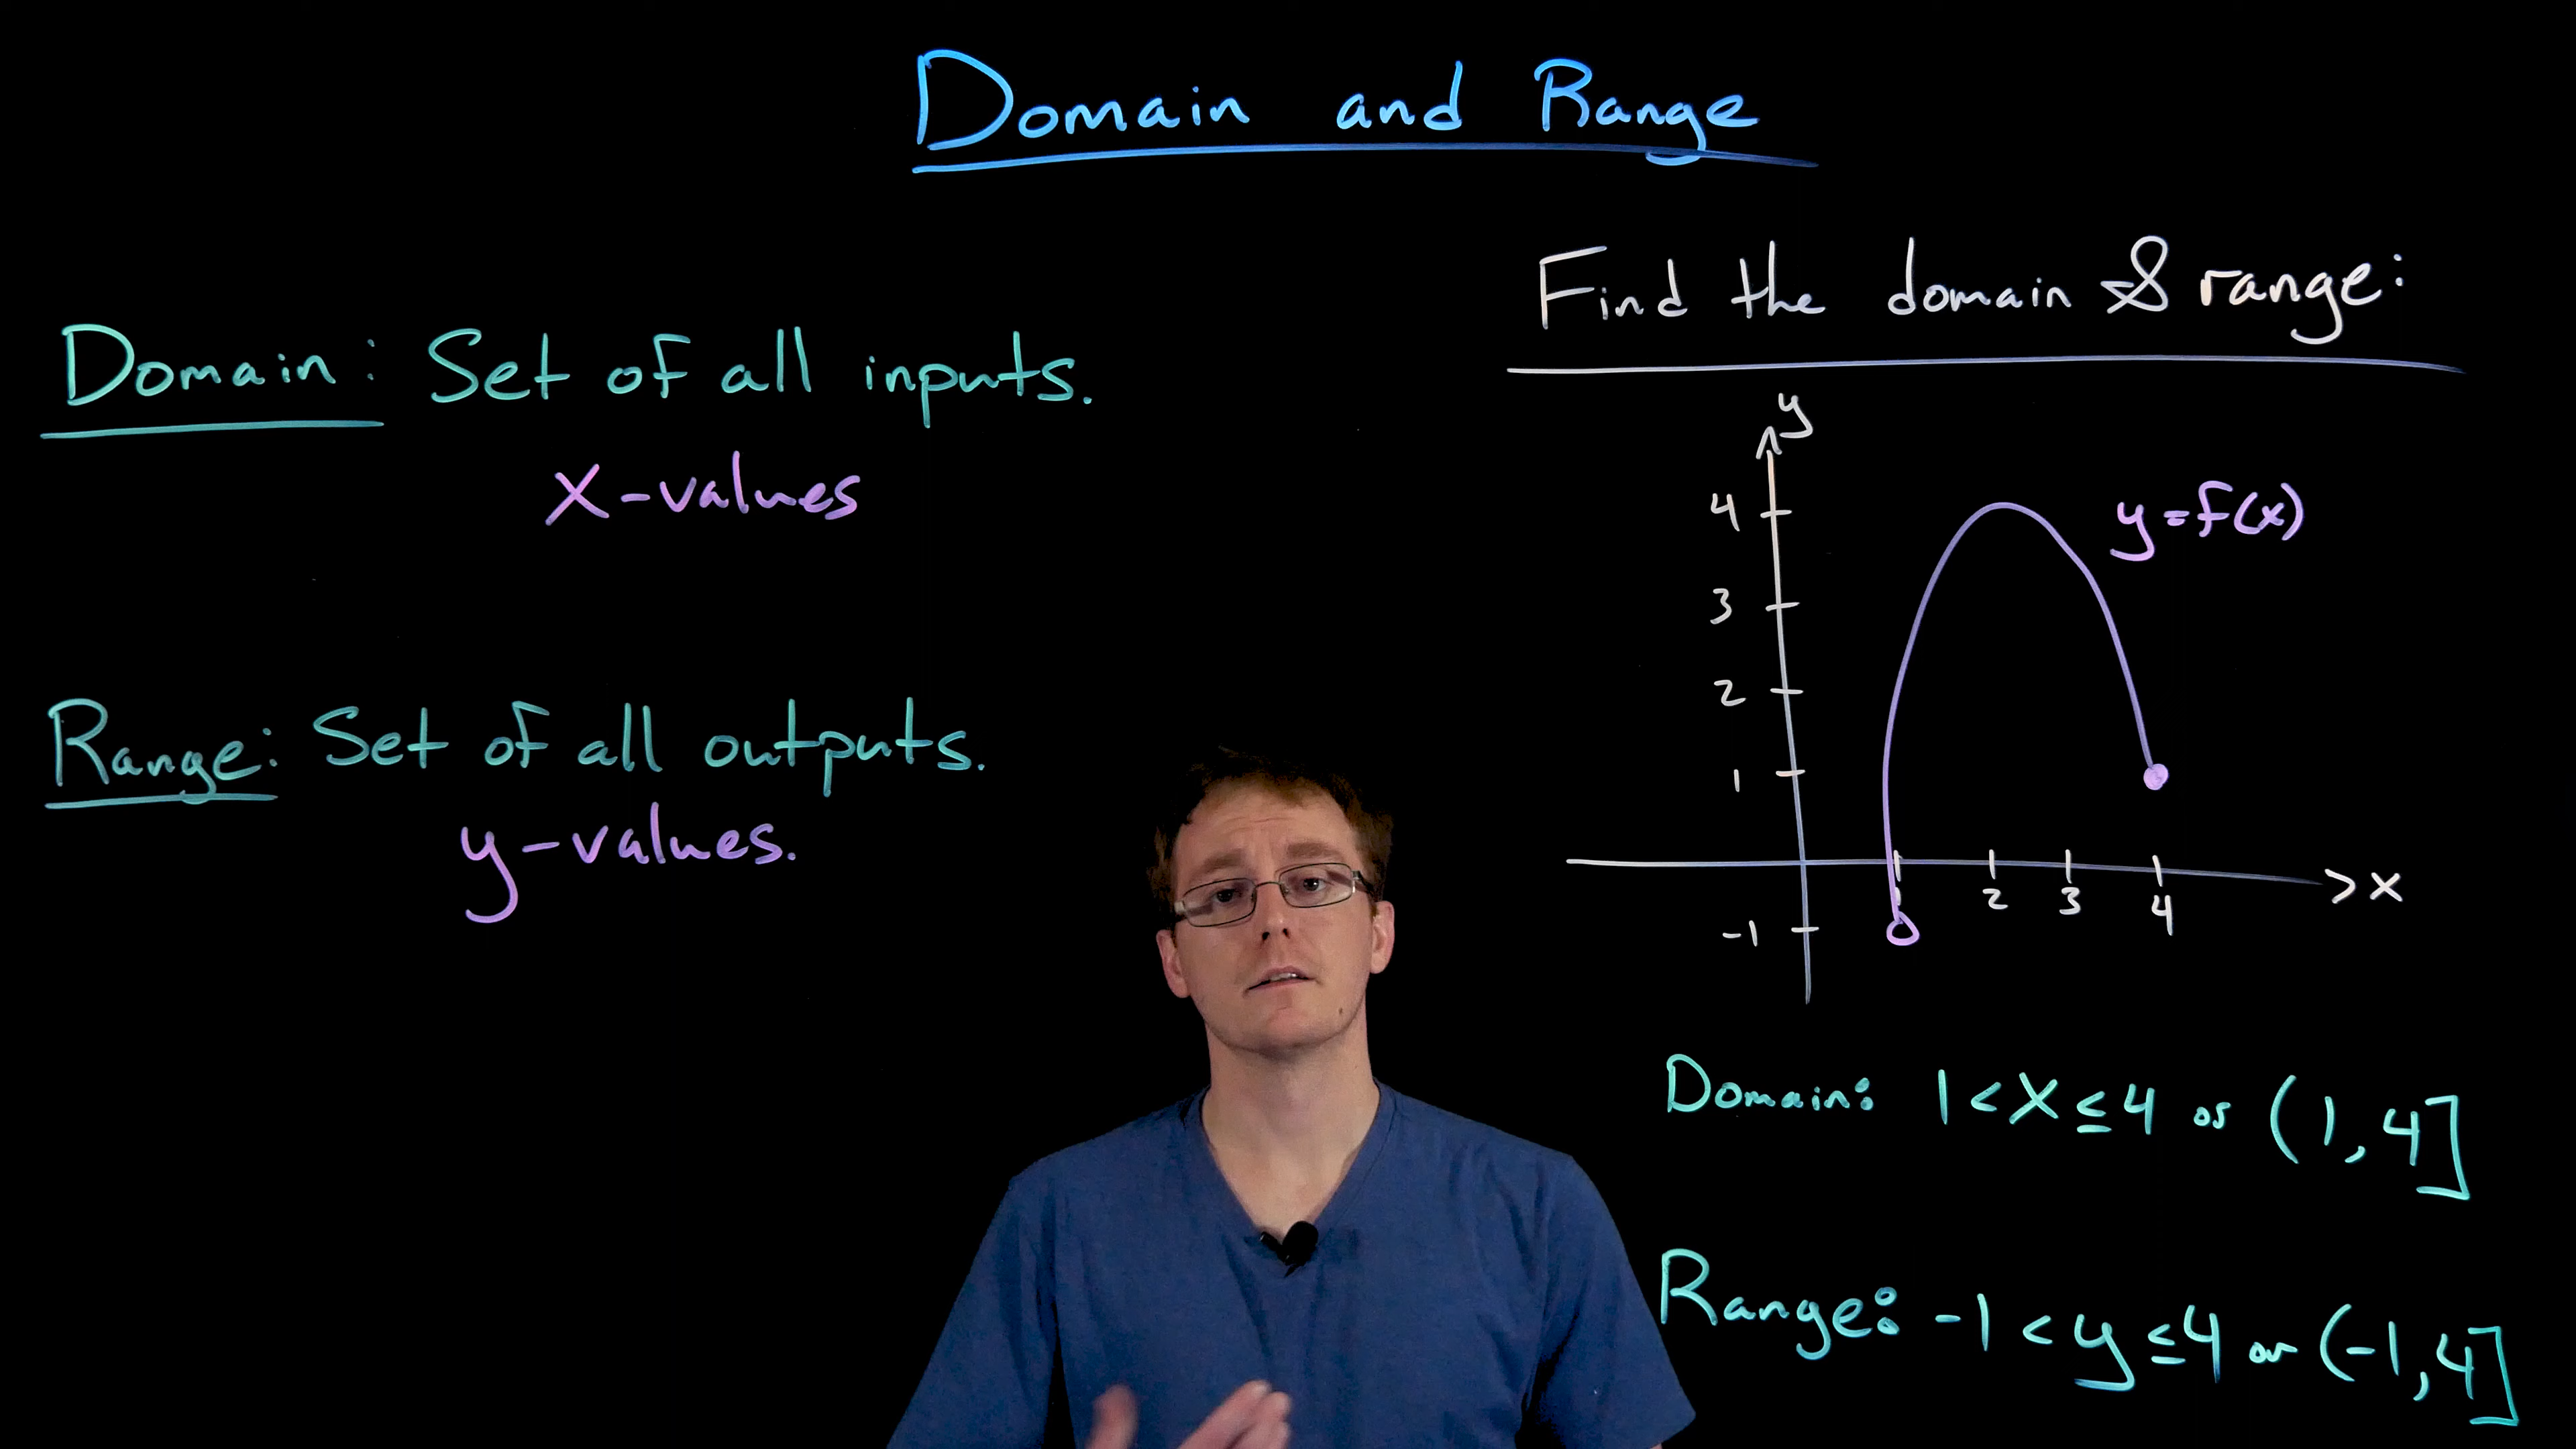 Domain and Range
Domain: Set of all inputs.
x-values
Range: Set of all outputs.
y-values.
Find the domain & range:
y
4
3
2
1
-1
y=f(x)
1 2 3 4
x
Domain: 1 < x ≤ 4 or (1, 4]
Range: -1 < y ≤ 4 or (-1, 4]